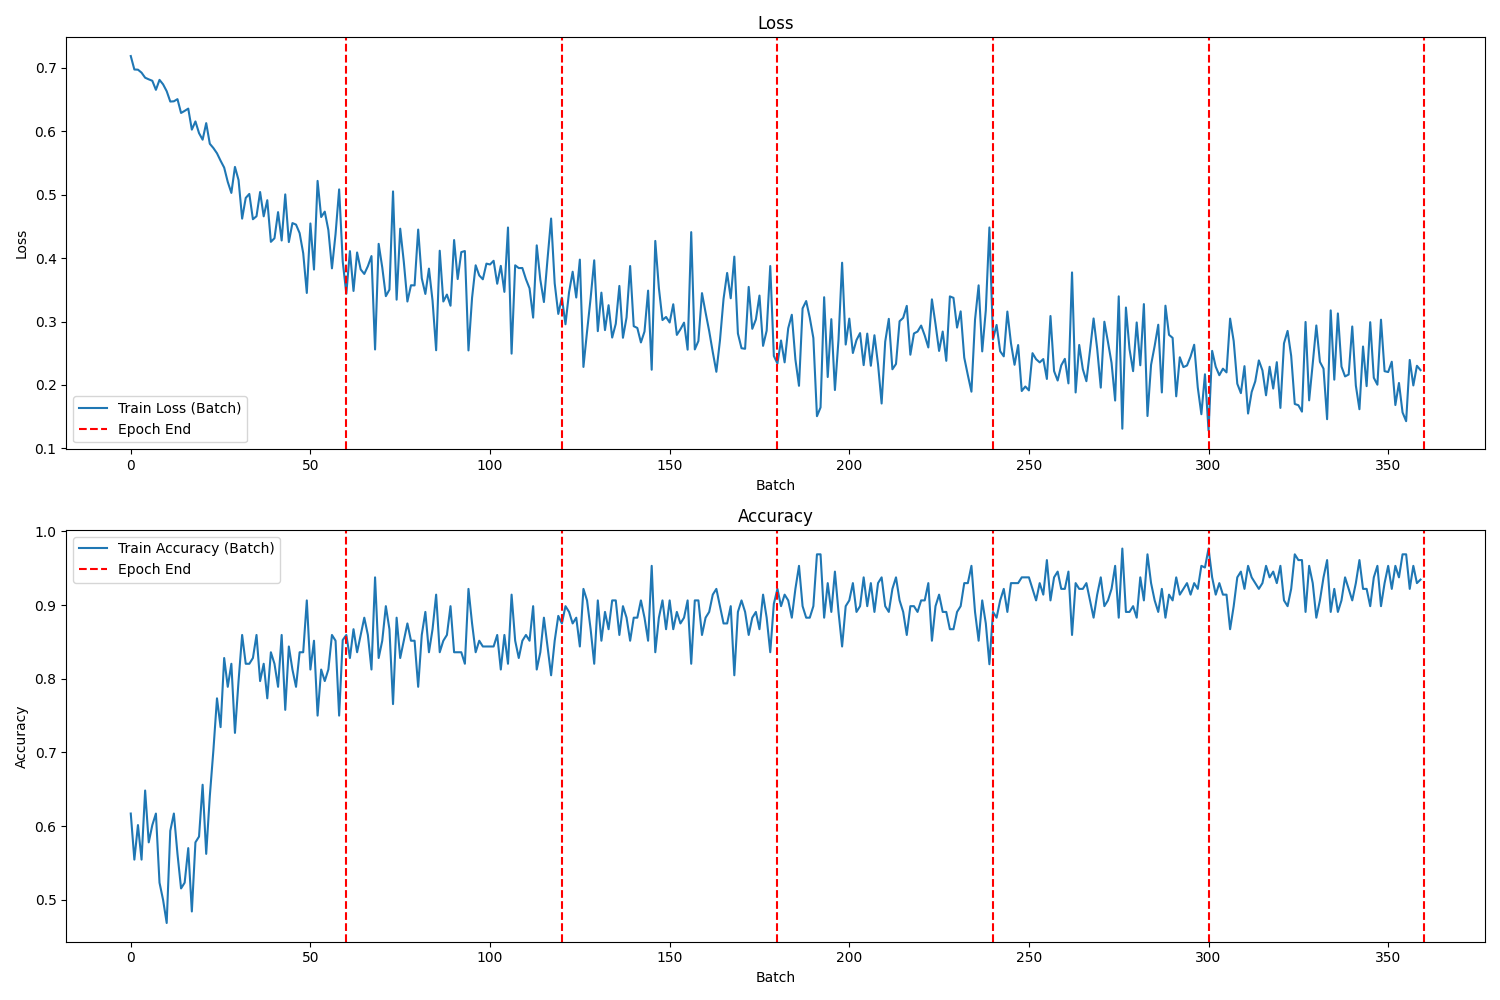 Loss
0.7
0.6
0.5
0.4
0.3
0.2
0.1
Loss
Train Loss (Batch)
Epoch End
0 50 100 150 200 250 300 350
Batch
Accuracy
1.0
0.9
0.8
0.7
0.6
0.5
Accuracy
Train Accuracy (Batch)
Epoch End
0 50 100 150 200 250 300 350
Batch